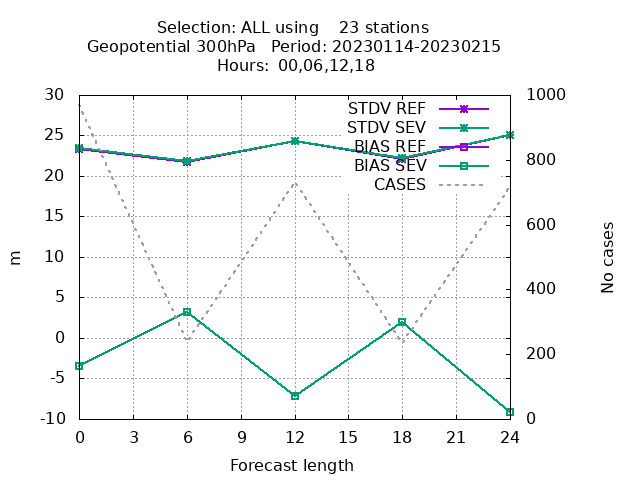 Selection: ALL using    23 stations
Geopotential 300hPa   Period: 20230114-20230215
Hours:  00,06,12,18
30
25
20
15
10
5
0
-5
-10
m
STDV REF
STDV SEV
BIAS REF
BIAS SEV
CASES
1000
800
600
400
200
0
No cases
0 3 6 9 12 15 18 21 24
Forecast length